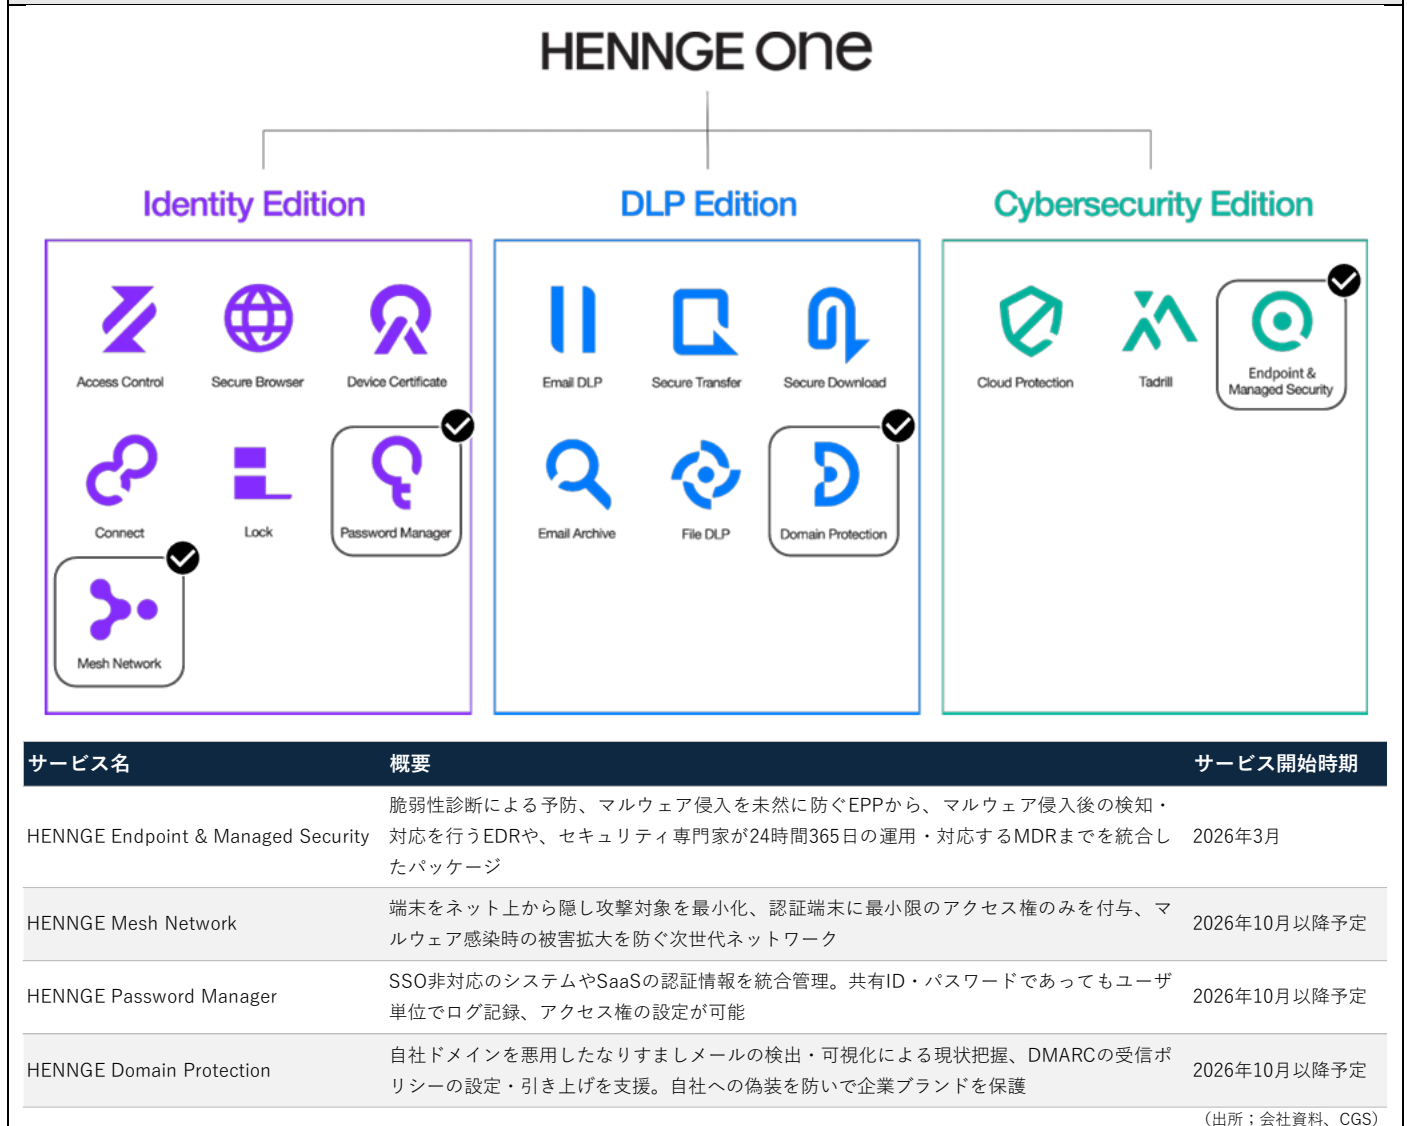 HENNGE one
Identity Edition
DLP Edition
Cybersecurity Edition
Access Control
Secure Browser
Device Certificate
Connect
Lock
Password Manager
Mesh Network
Email DLP
Secure Transfer
Secure Download
Email Archive
File DLP
Domain Protection
Cloud Protection
Tadrill
Endpoint &
Managed Security
サービス名 概要 サービス開始時期
HENNGE Endpoint & Managed Security
脆弱性診断による予防、マルウェア侵入を未然に防ぐEPPから、マルウェア侵入後の検知・
対応を行うEDRや、セキュリティ専門家が24時間365日の運用・対応するMDRまでを統合し
たパッケージ
2026年3月
HENNGE Mesh Network
端末をネット上から隠し攻撃対象を最小化、認証端末に最小限のアクセス権のみを付与、マ
ルウェア感染時の被害拡大を防ぐ次世代ネットワーク
2026年10月以降予定
HENNGE Password Manager
SSO非対応のシステムやSaaSの認証情報を統合管理。共有ID・パスワードであってもユーザ
単位でログ記録、アクセス権の設定が可能
2026年10月以降予定
HENNGE Domain Protection
自社ドメインを悪用したなりすましメールの検出・可視化による現状把握、DMARCの受信ポ
リシーの設定・引き上げを支援。自社への偽装を防いで企業ブランドを保護
2026年10月以降予定
（出所；会社資料、CGS）